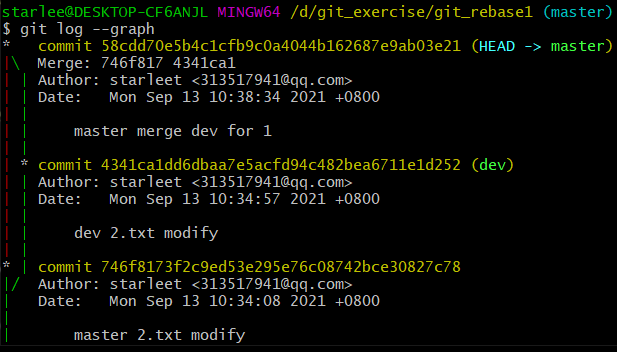 starlee@DESKTOP-CF6ANJL MINGW64 /d/git_exercise/git_rebase1 (master)
$ git log --graph
*   commit 58cdd70e5b4c1cfb9c0a4044b162687e9ab03e21 (HEAD -> master)
|\  Merge: 746f817 4341ca1
| | Author: starleet <313517941@qq.com>
| | Date:   Mon Sep 13 10:38:34 2021 +0800
| |
| |     master merge dev for 1
| |
| * commit 4341ca1dd6dbaa7e5acfd94c482bea6711e1d252 (dev)
| | Author: starleet <313517941@qq.com>
| | Date:   Mon Sep 13 10:34:57 2021 +0800
| |
| |     dev 2.txt modify
| |
* | commit 746f8173f2c9ed53e295e76c08742bce30827c78
|/  Author: starleet <313517941@qq.com>
|   Date:   Mon Sep 13 10:34:08 2021 +0800
|
|       master 2.txt modify